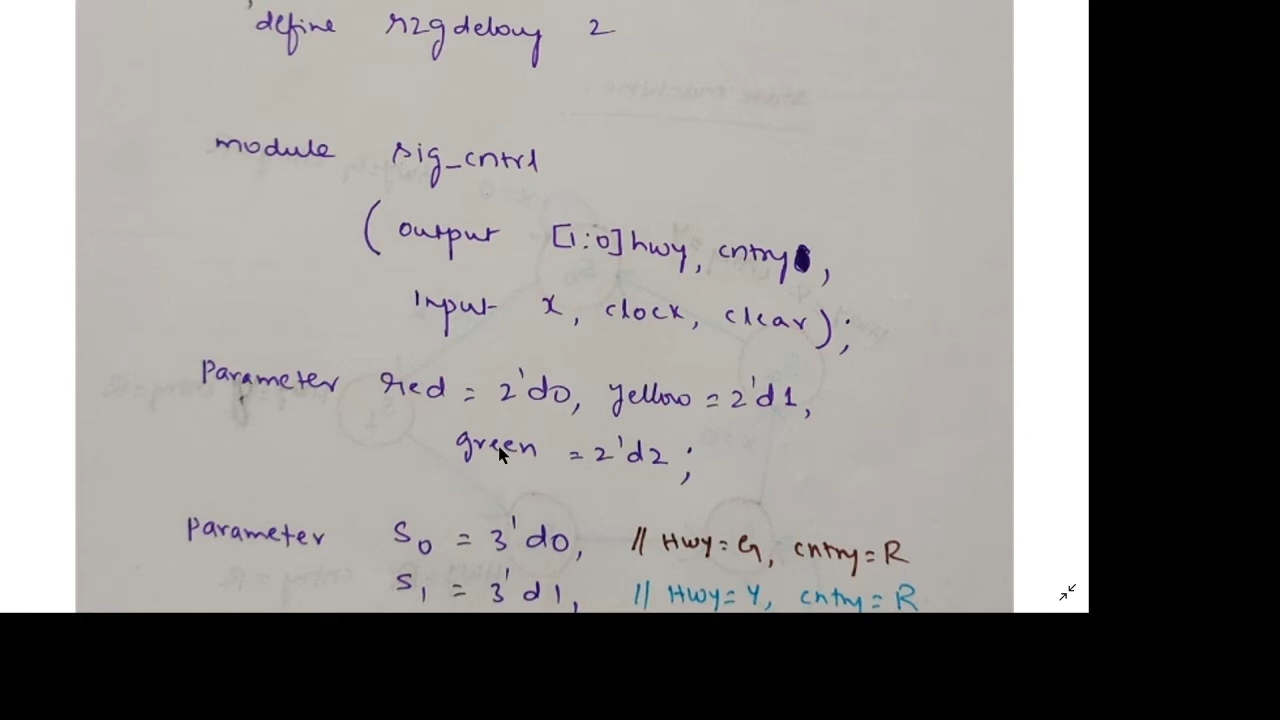 `define r2gdelay 2
module sig_cntrl
(output [1:0]hwy, cntry,
input x, clock, clear);
Parameter red = 2'd0, yellow = 2'd1,
green = 2'd2;
Parameter S0 = 3'd0, // Hwy=G, cntry=R
S1 = 3'd1, // Hwy=Y, cntry=R